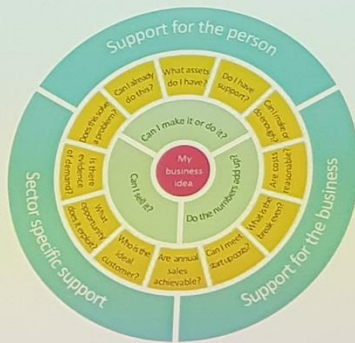 Support for the person
Support for the business
Sector specific support
What assets
do I have?
Do I have
support?
Can I make or
do enough?
Are costs
reasonable?
What is the
break even?
Can I meet
start up costs?
Are annual
sales
achievable?
Who is the
ideal
customer?
What
opportunity
does it exploit?
Is there
evidence
of demand?
Does this solve
a problem?
Can I already
do this?
Can I make it or do it?
Do the numbers add up?
Can I sell it?
My
business
idea